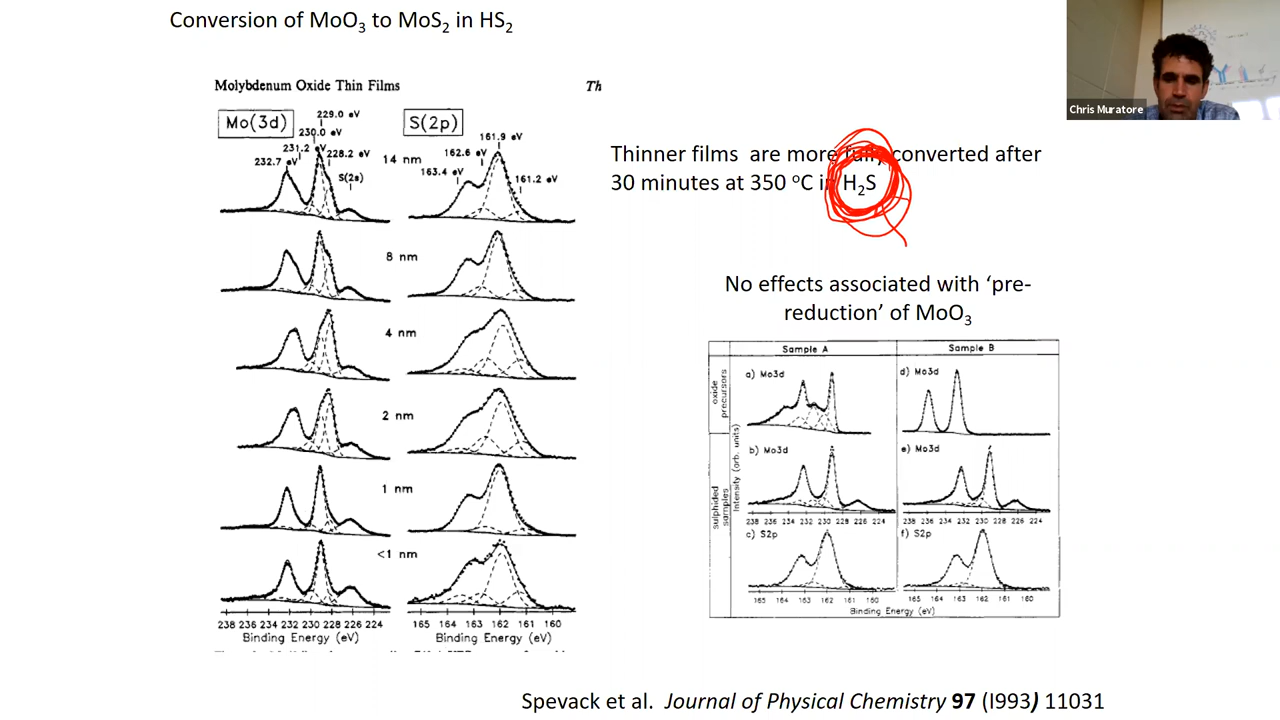 Conversion of MoO3 to MoS2 in HS2
Chris Muratore
Molybdenum Oxide Thin Films
Th
Mo(3d)
S(2p)
229.0 eV
230.0 eV
231.2 eV
232.7 eV
228.2 eV
S(2s)
14 nm
161.9 eV
162.6 eV
163.4 eV
161.2 eV
8 nm
4 nm
2 nm
1 nm
<1 nm
238 236 234 232 230 228 226 224
Binding Energy (eV)
165 164 163 162 161 160
Binding Energy (eV)
Thinner films are more fully converted after
30 minutes at 350 oC in H2S
No effects associated with ‘pre-
reduction’ of MoO3
Sample A
Sample B
oxide
precursors
sulphided
samples
Intensity (arb. units)
a) Mo3d
d) Mo3d
b) Mo3d
e) Mo3d
238 236 234 232 230 228 226 224
238 236 234 232 230 228 226 224
c) S2p
f) S2p
165 164 163 162 161 160
165 164 163 162 161 160
Binding Energy (eV)
Spevack et al. Journal of Physical Chemistry 97 (I993) 11031